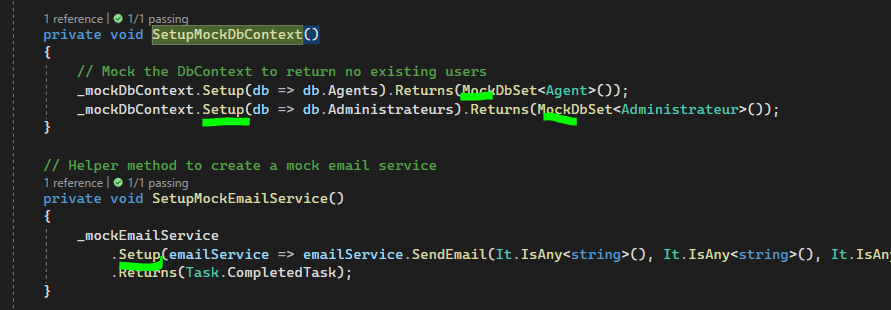 1 reference | 1/1 passing
private void SetupMockDbContext()
{
// Mock the DbContext to return no existing users
_mockDbContext.Setup(db => db.Agents).Returns(MockDbSet<Agent>());
_mockDbContext.Setup(db => db.Administrateurs).Returns(MockDbSet<Administrateur>());
}
// Helper method to create a mock email service
1 reference | 1/1 passing
private void SetupMockEmailService()
{
_mockEmailService
.Setup(emailService => emailService.SendEmail(It.IsAny<string>(), It.IsAny<string>(), It.IsAny
.Returns(Task.CompletedTask);
}